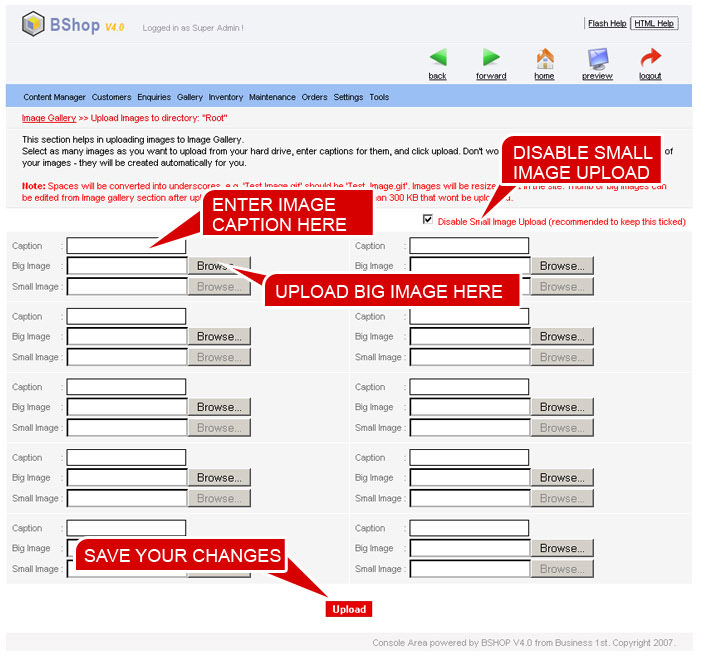 BShop V4.0
Logged in as Super Admin !
Flash Help HTML Help
back forward home preview logout
Content Manager Customers Enquiries Gallery Inventory Maintenance Orders Settings Tools
Image Gallery >> Upload Images to directory: "Root"
This section helps in uploading images to Image Gallery.
Select as many images as you want to upload from your hard drive, enter captions for them, and click upload. Don't of
your images - they will be created automatically for you.
DISABLE SMALL
IMAGE UPLOAD
Note: Spaces will be converted into underscores, e.g. 'Test Image.gif' should be 'Test_Image.gif'. Images will be in the site. Thumb or big images can
be edited from Image gallery section after than 300 KB that wont be
ENTER IMAGE
CAPTION HERE
Disable Small Image Upload (recommended to keep this ticked)
Caption : Caption :
Big Image : Browse... Big Image : Browse...
Small Image : Browse... Small Image : Browse...
UPLOAD BIG IMAGE HERE
Caption : Caption :
Big Image : Browse... Big Image : Browse...
Small Image : Browse... Small Image : Browse...
Caption : Caption :
Big Image : Browse... Big Image : Browse...
Small Image : Browse... Small Image : Browse...
Caption : Caption :
Big Image : Browse... Big Image : Browse...
Small Image : Browse... Small Image : Browse...
Caption : Caption :
Big Image : Big Image : Browse...
SAVE YOUR CHANGES
Small Image : Small Image : Browse...
Upload
Console Area powered by BSHOP V4.0 from Business 1st. Copyright 2007.